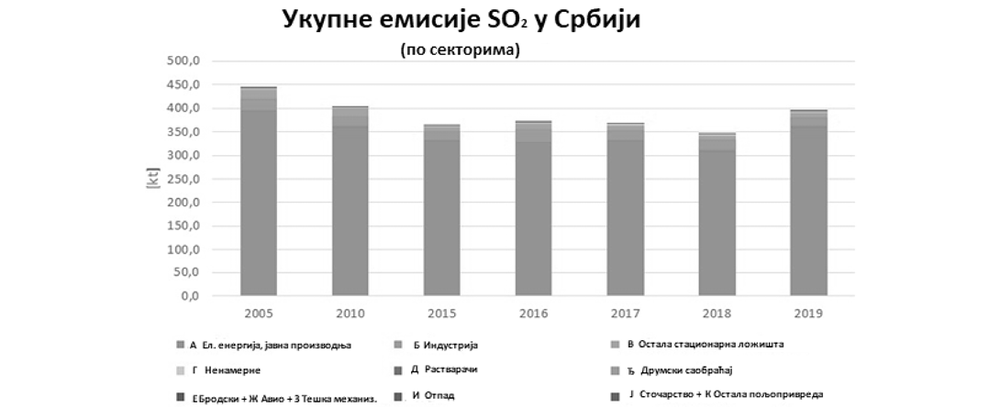 Укупне емисије SO₂ у Србији
(по секторима)
500,0
450,0
400,0
350,0
300,0
250,0
200,0
150,0
100,0
50,0
0,0
[kt]
2005 2010 2015 2016 2017 2018 2019
А Ел. енергија, јавна производња Б Индустрија В Остала стационарна ложишта
Г Ненамерне Д Растварачи Ђ Друмски саобраћај
ЕБродски + Ж Авио + З Тешка механиз. И Отпад Ј Сточарство + К Остала пољопривреда